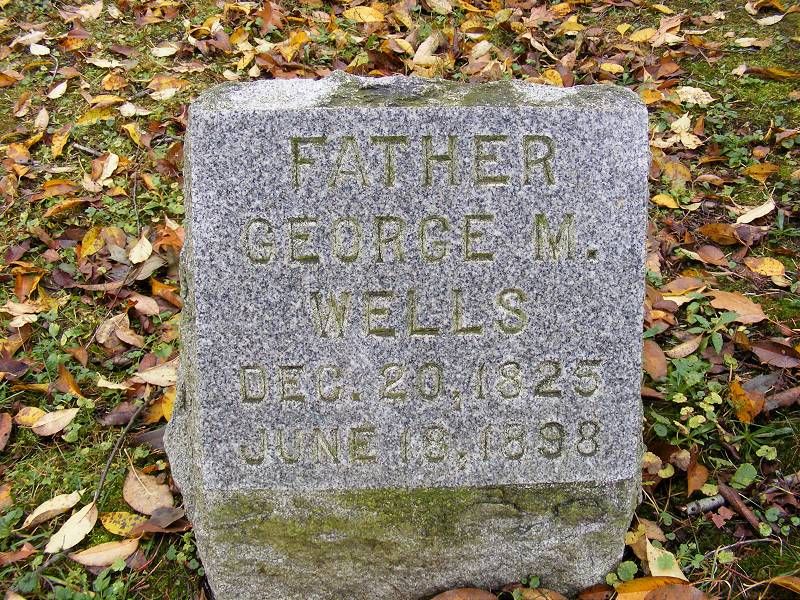 FATHER
GEORGE M.
WELLS
DEC. 20, 1825
JUNE 18, 1898